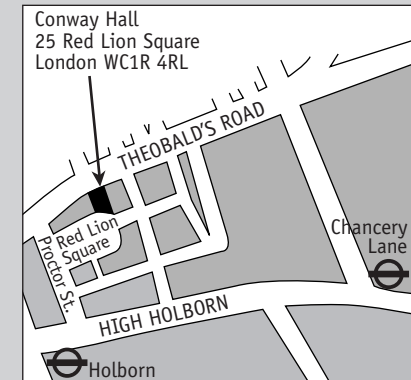 Conway Hall
25 Red Lion Square
London WC1R 4RL
THEOBALD'S ROAD
Red Lion
Square
Proctor St.
Chancery
Lane
HIGH HOLBORN
Holborn